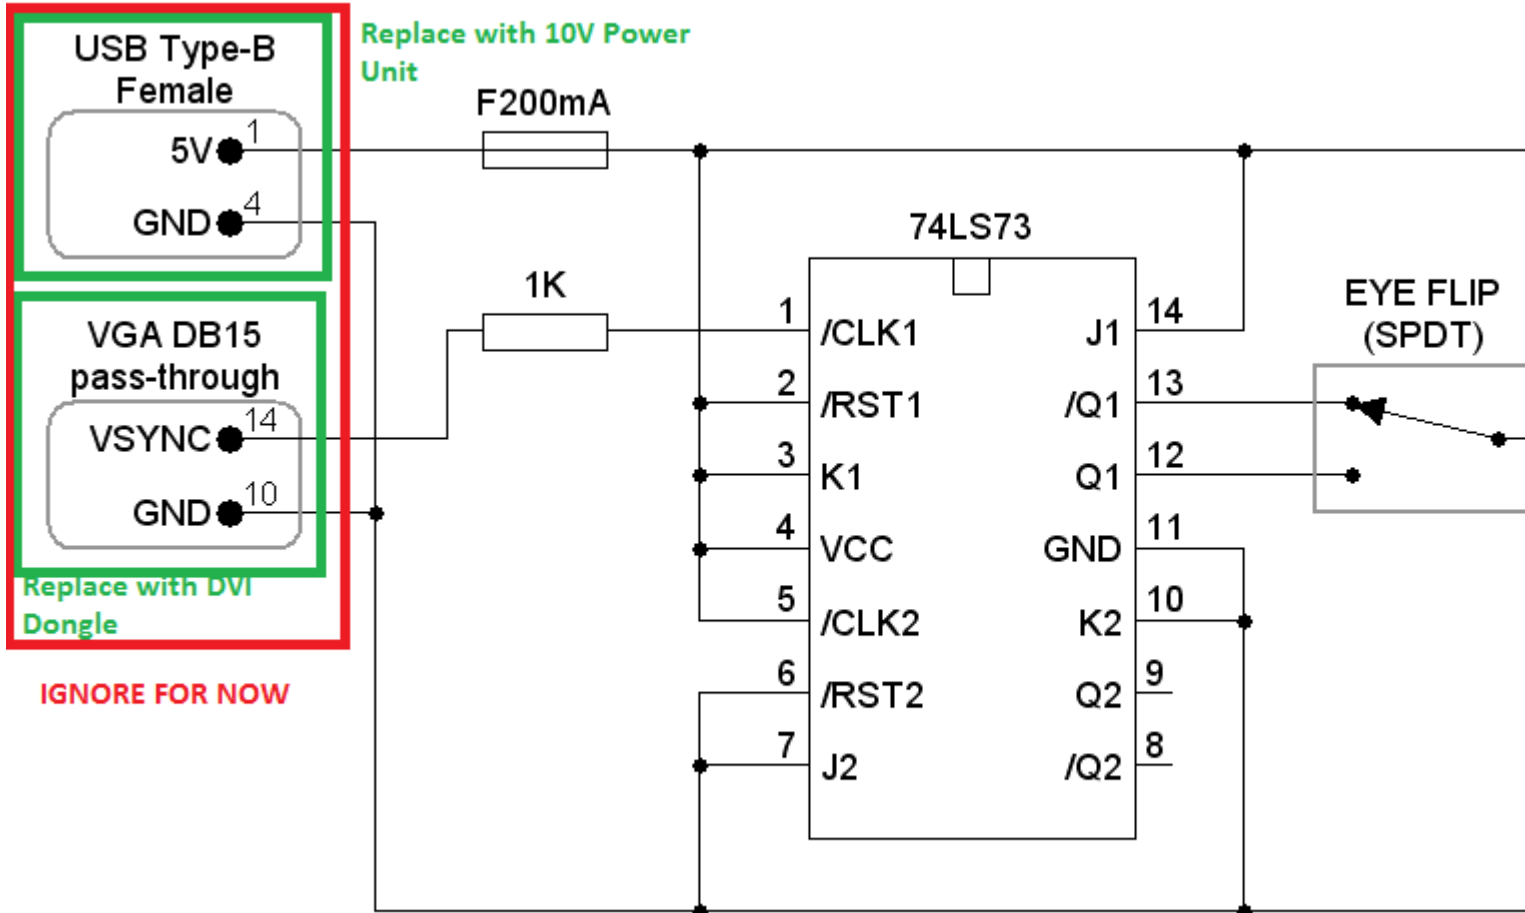 USB Type-B
Female
5V 1
GND 4
Replace with 10V Power
Unit
F200mA
VGA DB15
pass-through
VSYNC 14
GND 10
Replace with DVI
Dongle
IGNORE FOR NOW
1K
74LS73
1 /CLK1 J1 14
2 /RST1 /Q1 13
3 K1 Q1 12
4 VCC GND 11
5 /CLK2 K2 10
6 /RST2 Q2 9
7 J2 /Q2 8
EYE FLIP
(SPDT)